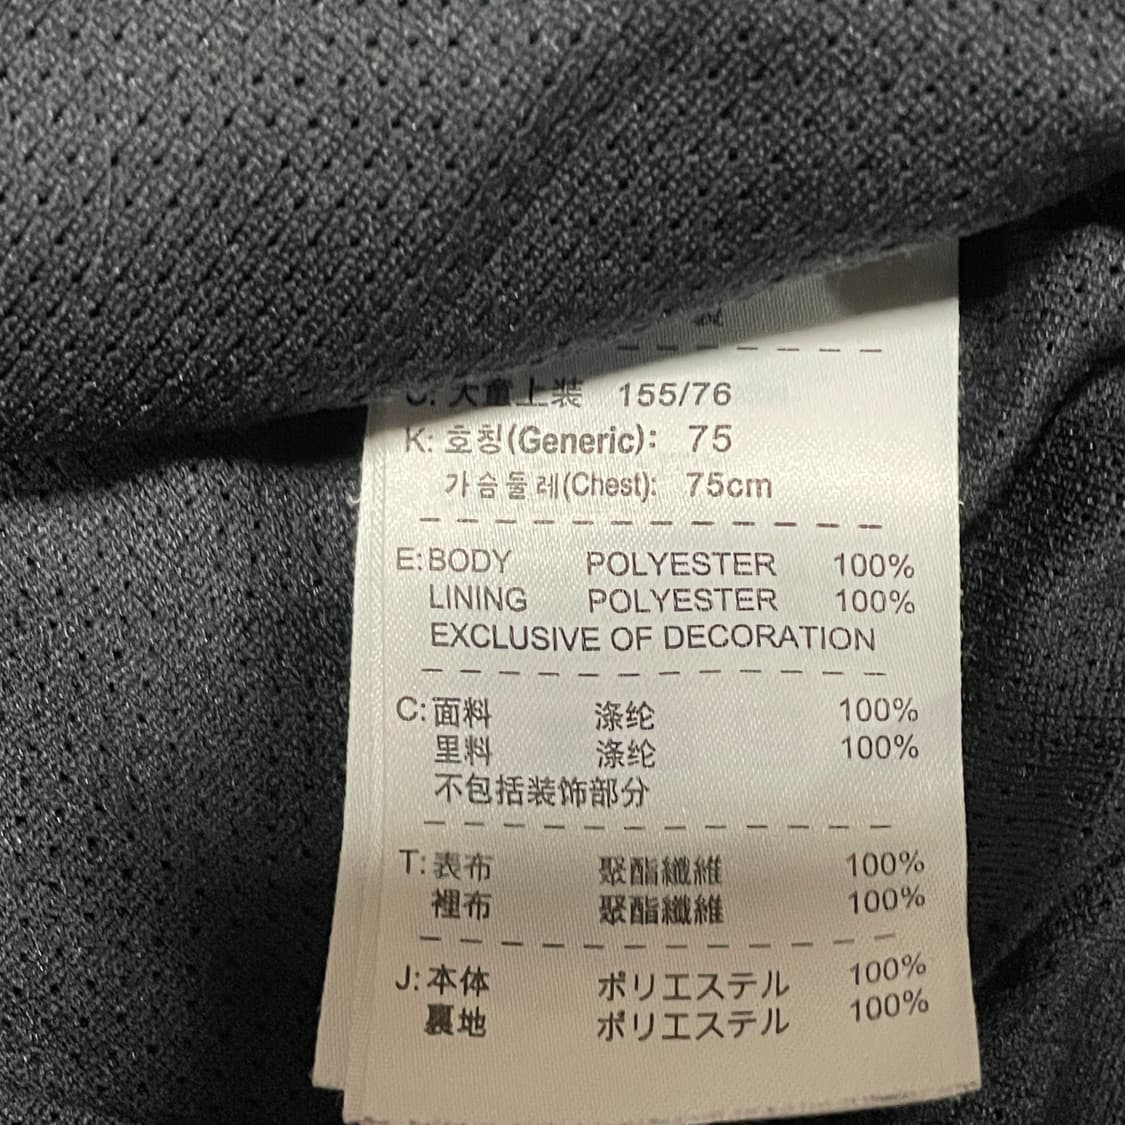 C: 大童上装 155/76
K: 호칭(Generic): 75
가슴둘레(Chest): 75cm
E: BODY POLYESTER 100%
LINING POLYESTER 100%
EXCLUSIVE OF DECORATION
C: 面料 涤纶 100%
里料 涤纶 100%
不包括装饰部分
T: 表布 聚酯纖維 100%
裡布 聚酯纖維 100%
J: 本体 ポリエステル 100%
裏地 ポリエステル 100%